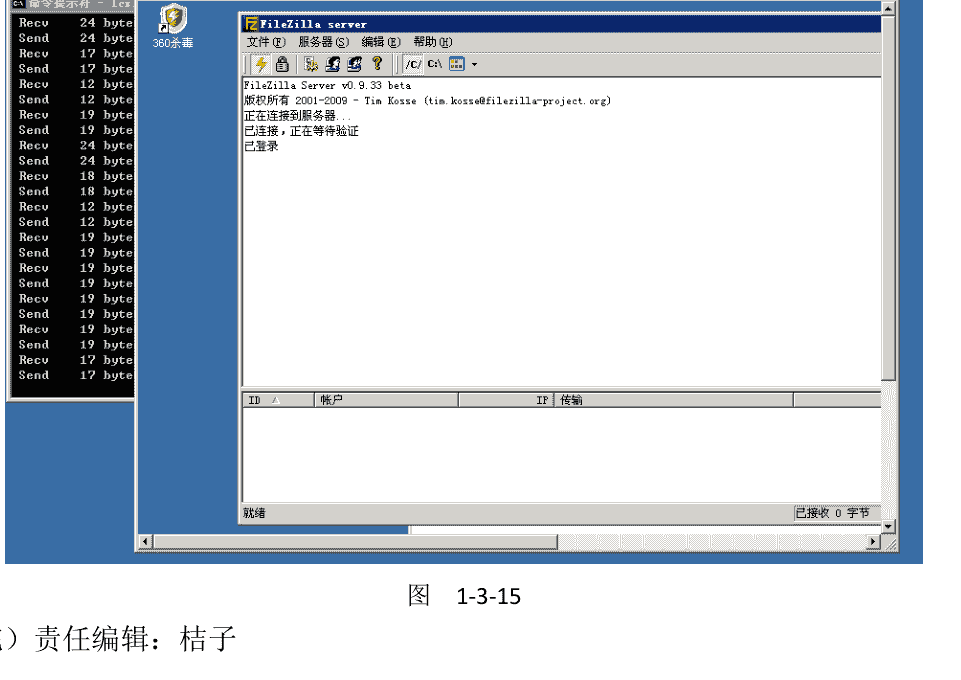 命令提示符 - lcx.
Recv 24 byte
Send 24 byte
Recv 17 byte
Send 17 byte
Recv 12 byte
Send 12 byte
Recv 19 byte
Send 19 byte
Recv 24 byte
Send 24 byte
Recv 18 byte
Send 18 byte
Recv 12 byte
Send 12 byte
Recv 19 byte
Send 19 byte
Recv 19 byte
Send 19 byte
Recv 19 byte
Send 19 byte
Recv 19 byte
Send 19 byte
Recv 17 byte
Send 17 byte
360杀毒
FileZilla server
文件(F) 服务器(S) 编辑(E) 帮助(H)
/C/ C:\
FileZilla Server v0.9.33 beta
版权所有 2001-2009 - Tim Kosse (tim.kosse@filezilla-project.org)
正在连接到服务器...
已连接，正在等待验证
已登录
ID 帐户 IP 传输
就绪 已接收 0 字节
图 1-3-15
）责任编辑：桔子